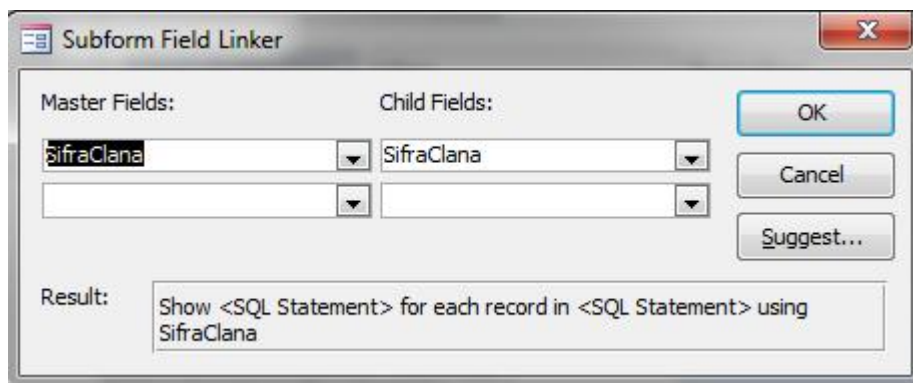 Subform Field Linker
Master Fields: Child Fields:
SifraClana SifraClana
OK
Cancel
Suggest...
Result: Show <SQL Statement> for each record in <SQL Statement> using
SifraClana